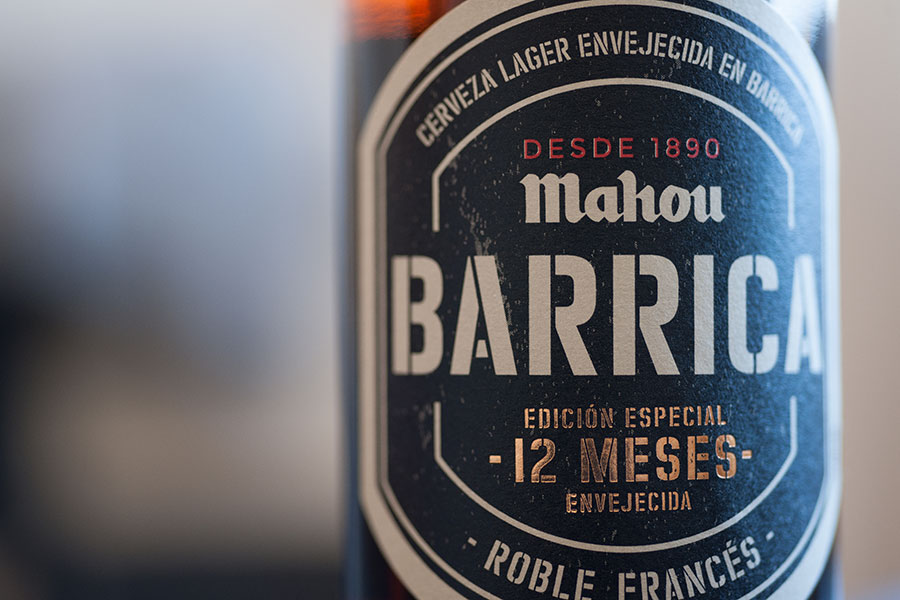 CERVEZA LAGER ENVEJECIDA EN BARRICA
DESDE 1890
Mahou
BARRICA
EDICIÓN ESPECIAL
-12 MESES-
ENVEJECIDA
- ROBLE FRANCÉS -